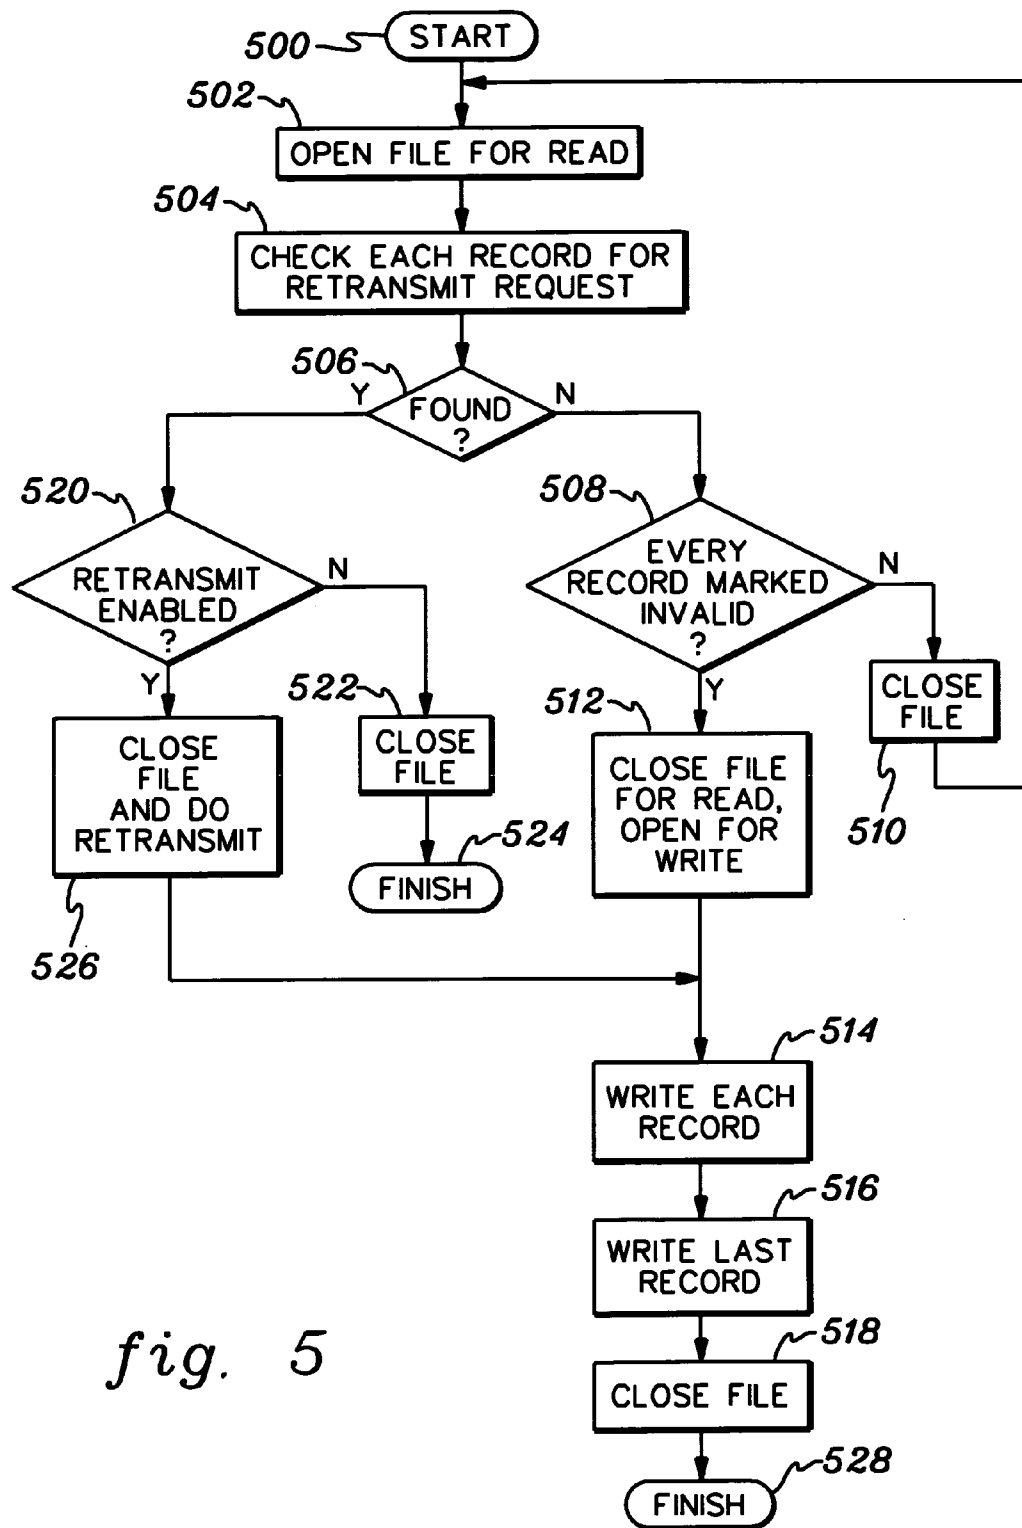 500
START
502
OPEN FILE FOR READ
504
CHECK EACH RECORD FOR
RETRANSMIT REQUEST
506
Y
FOUND
?
N
520
RETRANSMIT
ENABLED
?
N
Y
508
EVERY
RECORD MARKED
INVALID
?
N
Y
522
CLOSE
FILE
512
CLOSE FILE
FOR READ,
OPEN FOR
WRITE
CLOSE
FILE
510
CLOSE
FILE
AND DO
RETRANSMIT
526
524
FINISH
514
WRITE EACH
RECORD
516
WRITE LAST
RECORD
518
CLOSE FILE
528
FINISH
fig. 5